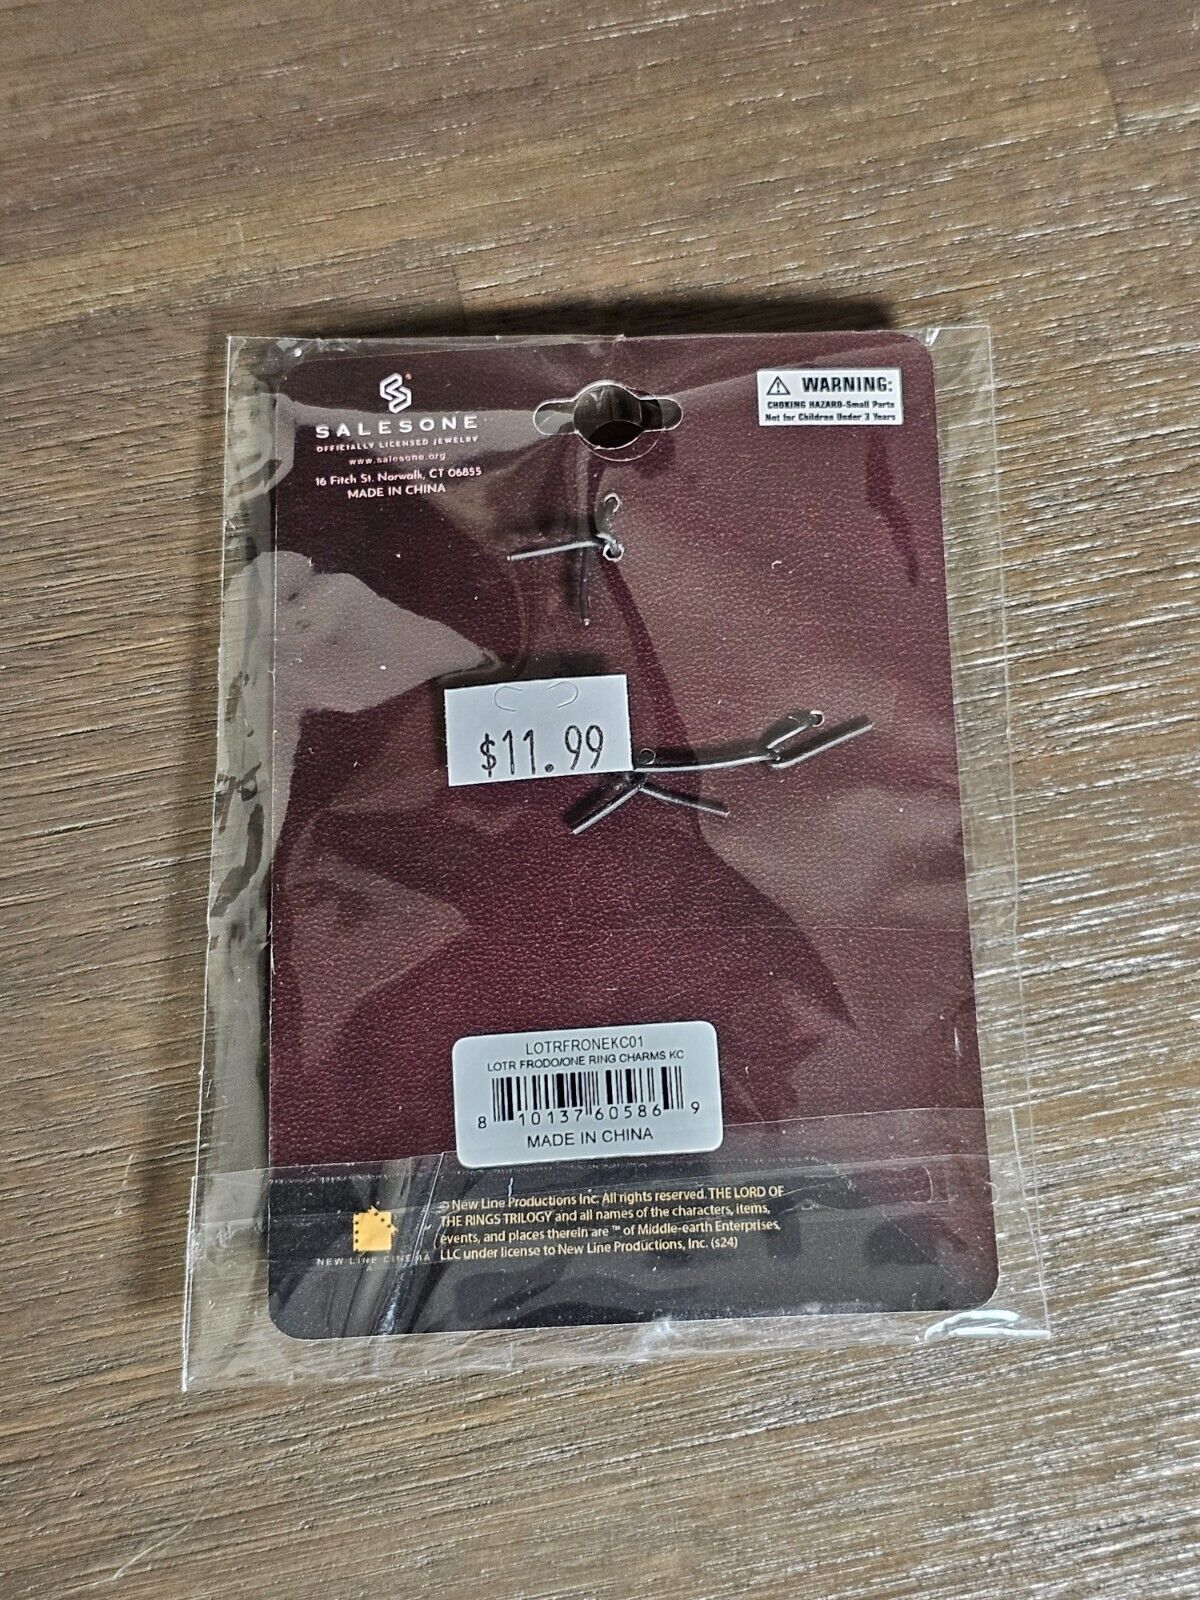 SALESONE
OFFICIALLY LICENSED JEWELRY
www.salesone.org
16 Fitch St. Norwalk, CT 06855
MADE IN CHINA
WARNING:
CHOKING HAZARD-Small Parts
Not for Children Under 3 Years
$11.99
LOTRFRONEKC01
LOTR FRODO/ONE RING CHARMS KC
8 10137 60586 9
MADE IN CHINA
NEW LINE CINEMA
© New Line Productions Inc. All rights reserved. THE LORD OF
THE RINGS TRILOGY and all names of the characters, items,
events, and places therein are ™ of Middle-earth Enterprises,
LLC under license to New Line Productions, Inc. (s24)